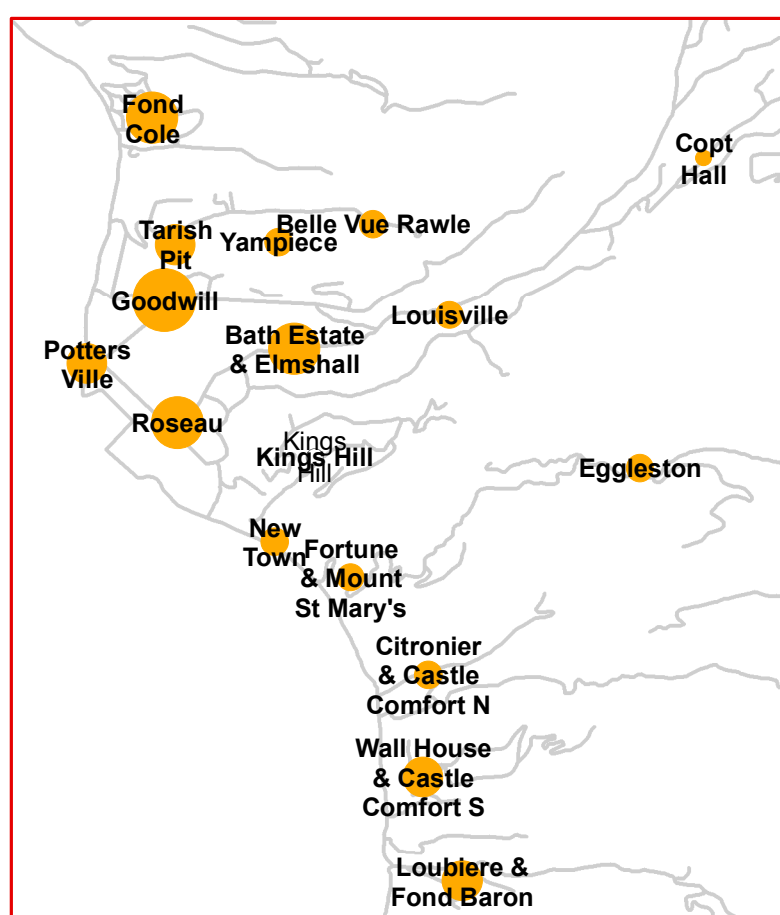 Fond
Cole
Copt
Hall
Belle Vue Rawle
Tarish
Pit
Yampiece
Goodwill
Louisville
Bath Estate
& Elmshall
Potters
Ville
Roseau
Kings
Hill
Kings Hill
Eggleston
New
Town
Fortune
& Mount
St Mary's
Citronier
& Castle
Comfort N
Wall House
& Castle
Comfort S
Loubiere &
Fond Baron